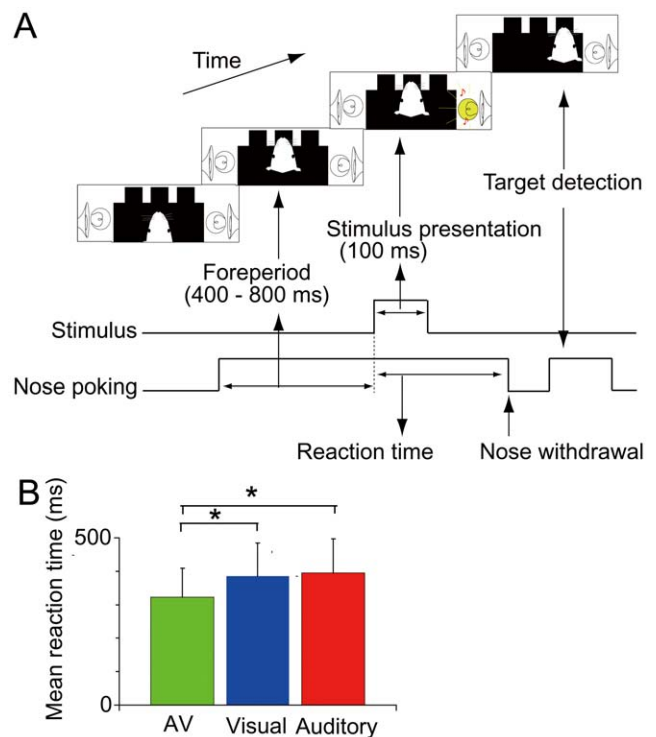 A
Time
Target detection
Stimulus presentation
(100 ms)
Foreperiod
(400 - 800 ms)
Stimulus
Nose poking
Reaction time
Nose withdrawal
B
Mean reaction time (ms)
500
0
*
*
AV Visual Auditory